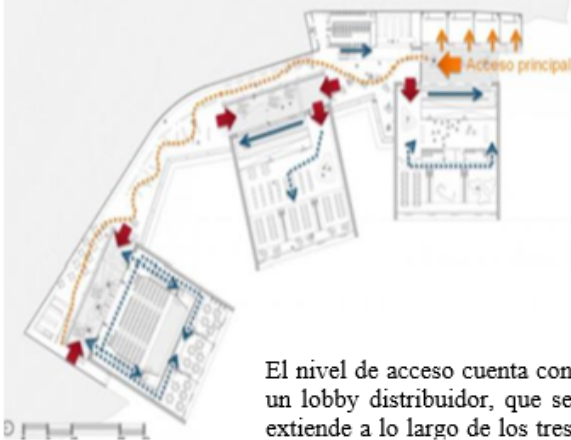 Acceso principal
El nivel de acceso cuenta con
un lobby distribuidor, que se
extiende a lo largo de los tres